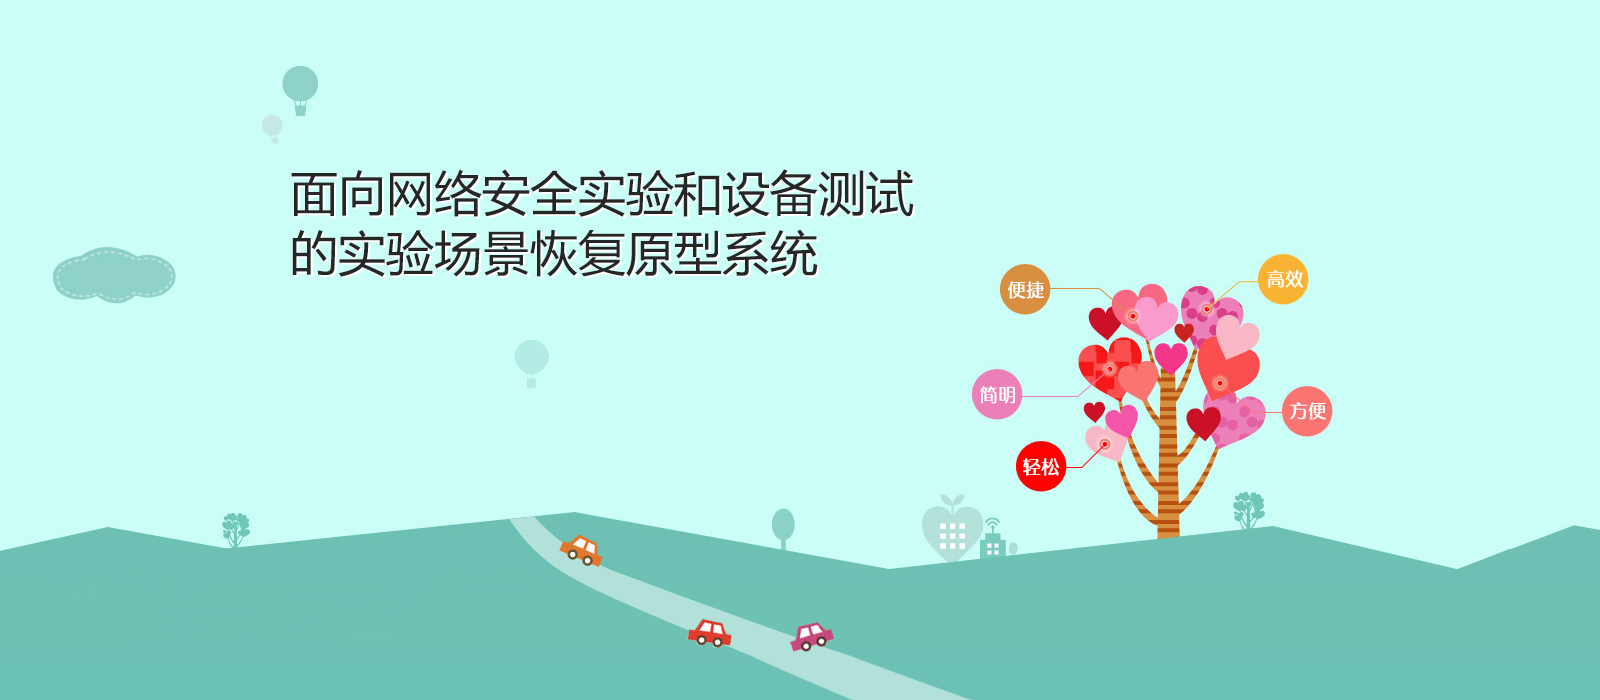 面向网络安全实验和设备测试
的实验场景恢复原型系统
便捷
高效
简明
方便
轻松